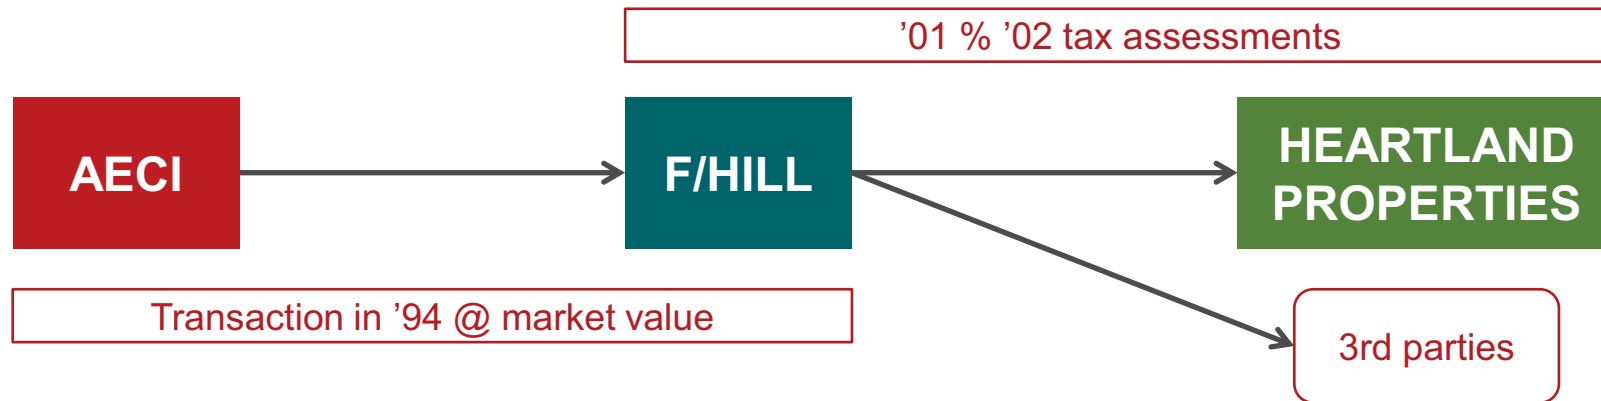 ’01 % ’02 tax assessments
AECI
F/HILL
HEARTLAND
PROPERTIES
Transaction in ’94 @ market value
3rd parties